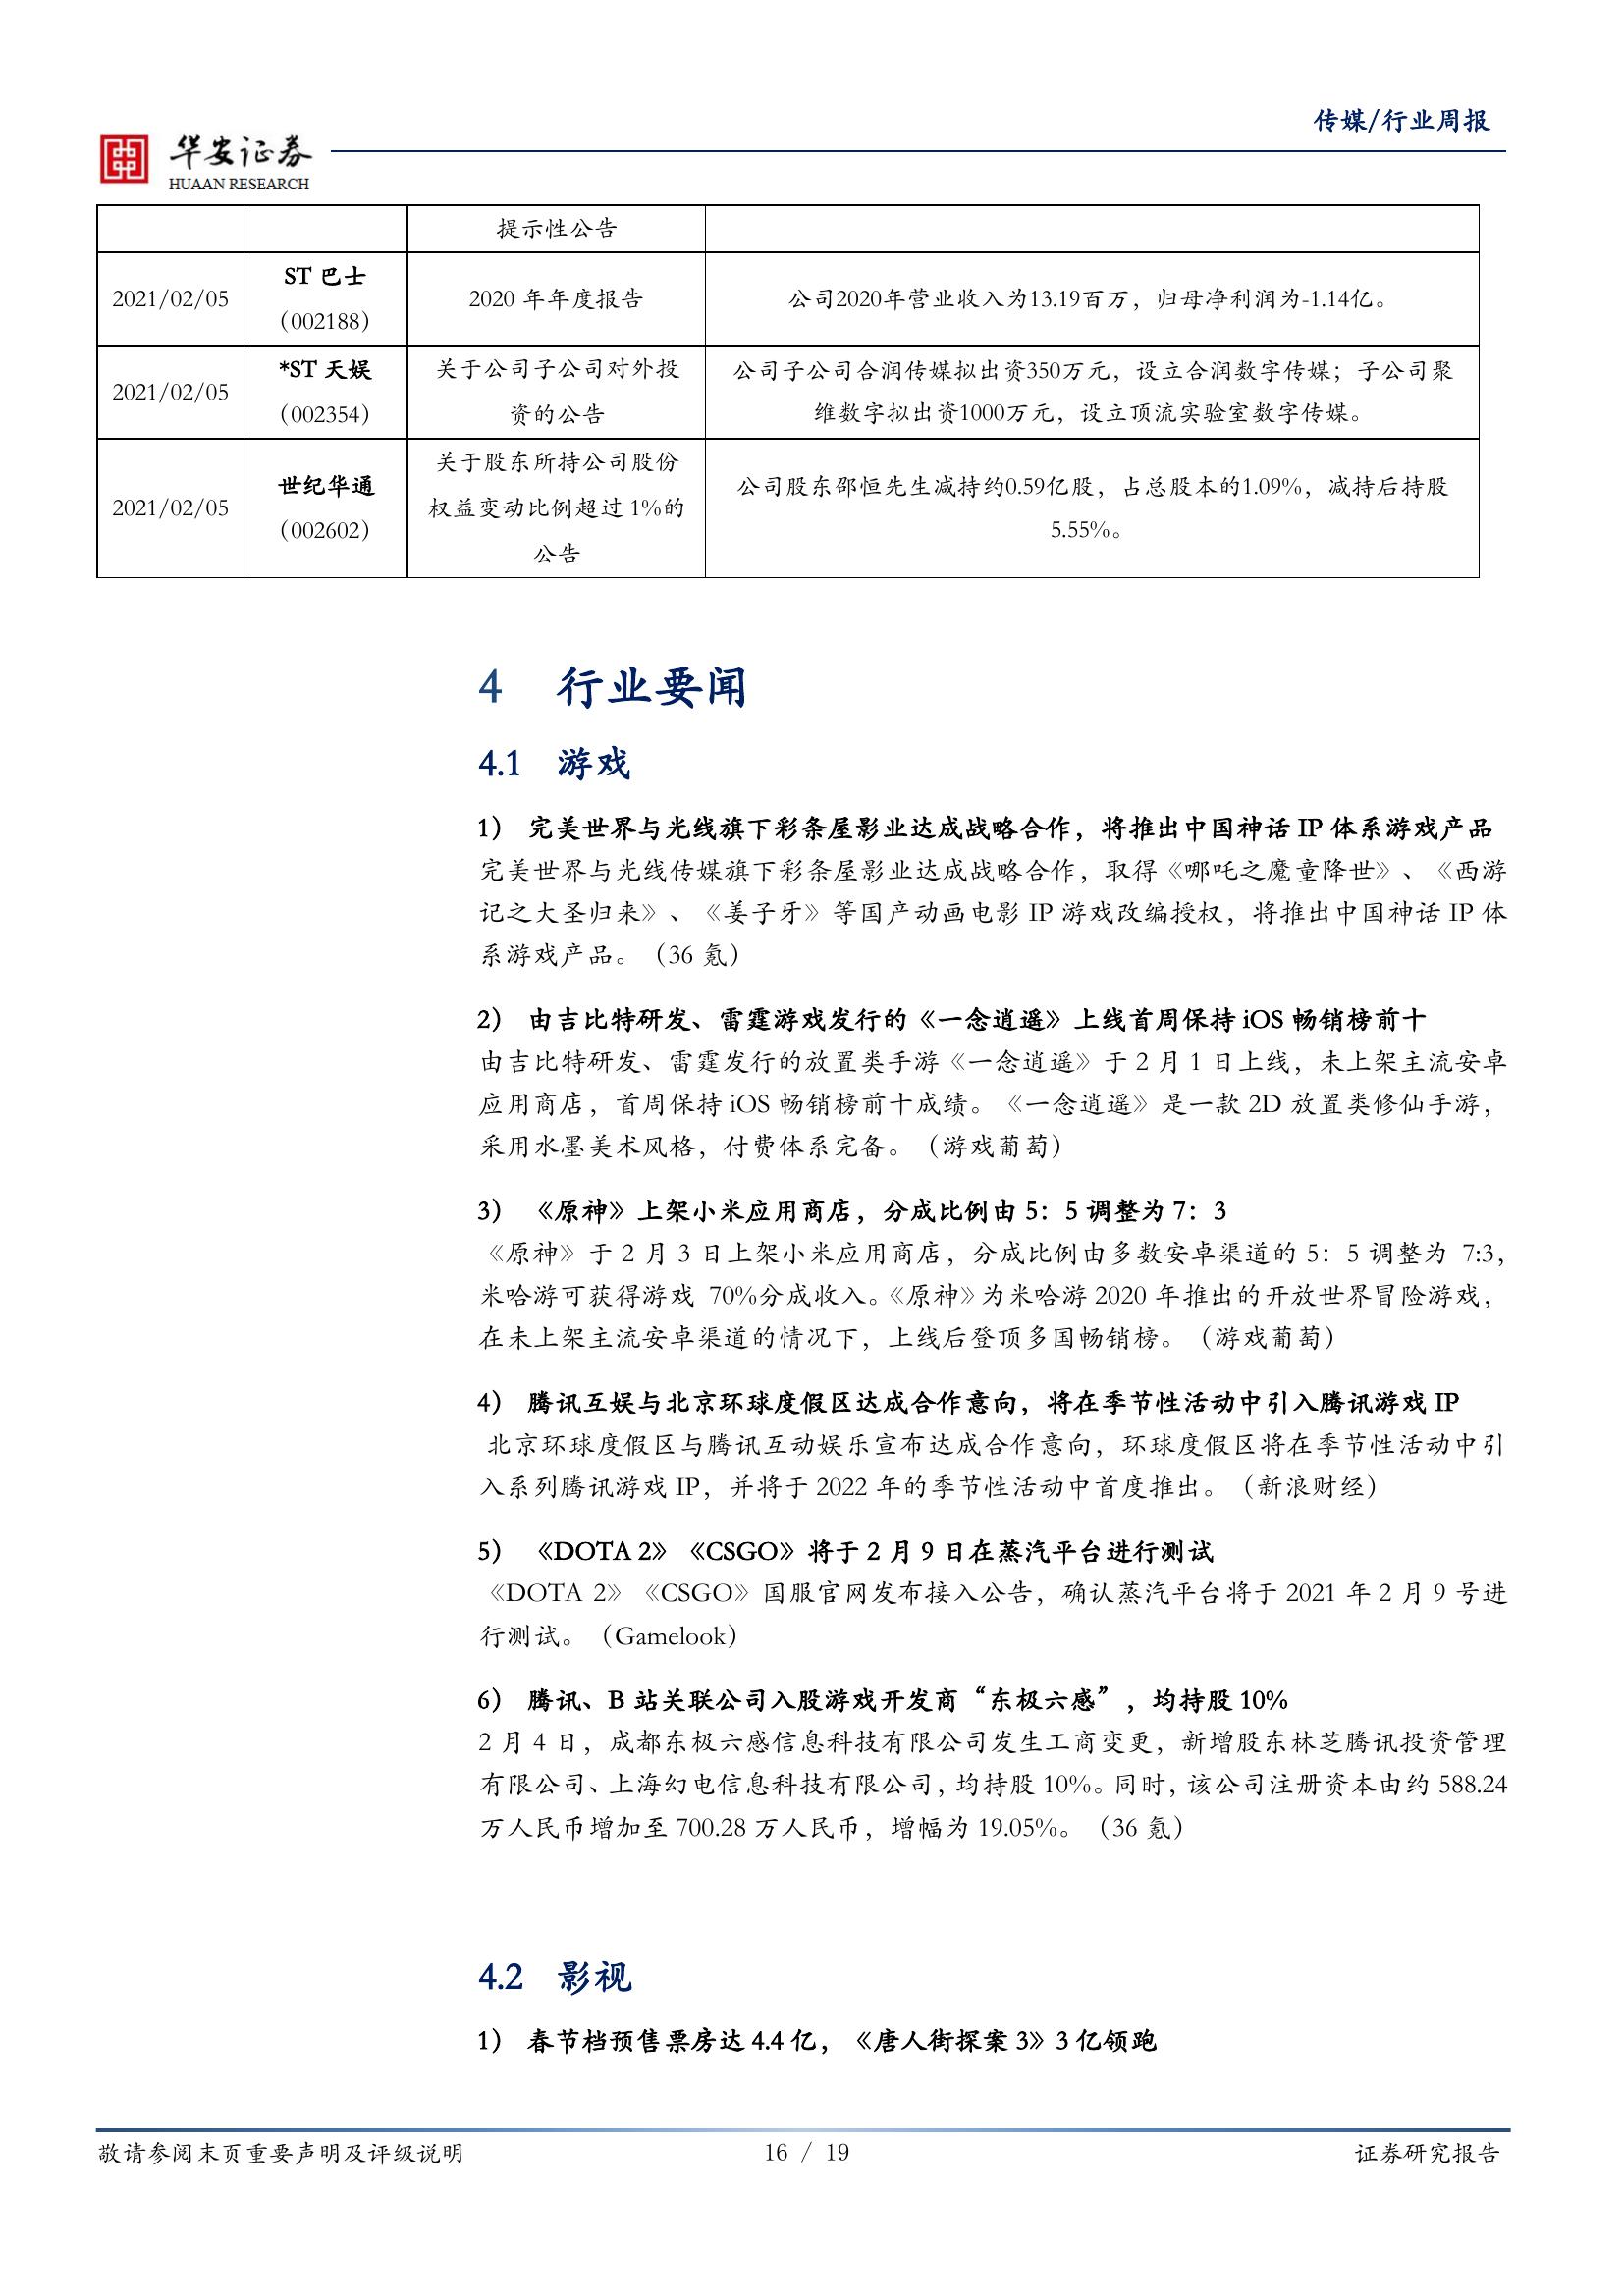 传媒/行业周报
华安证券
HUAAN RESEARCH
提示性公告
2021/02/05
ST 巴士
（002188）
2020 年年度报告
公司2020年营业收入为13.19百万，归母净利润为-1.14亿。
2021/02/05
*ST 天娱
（002354）
关于公司子公司对外投
资的公告
公司子公司合润传媒拟出资350万元，设立合润数字传媒；子公司聚
维数字拟出资1000万元，设立顶流实验室数字传媒。
2021/02/05
世纪华通
（002602）
关于股东所持公司股份
权益变动比例超过 1%的
公告
公司股东邵恒先生减持约0.59亿股，占总股本的1.09%，减持后持股
5.55%。
4 行业要闻
4.1 游戏
1） 完美世界与光线旗下彩条屋影业达成战略合作，将推出中国神话 IP 体系游戏产品
完美世界与光线传媒旗下彩条屋影业达成战略合作，取得《哪吒之魔童降世》、《西游
记之大圣归来》、《姜子牙》等国产动画电影 IP 游戏改编授权，将推出中国神话 IP 体
系游戏产品。（36 氪）
2） 由吉比特研发、雷霆游戏发行的《一念逍遥》上线首周保持 iOS 畅销榜前十
由吉比特研发、雷霆发行的放置类手游《一念逍遥》于 2 月 1 日上线，未上架主流安卓
应用商店，首周保持 iOS 畅销榜前十成绩。《一念逍遥》是一款 2D 放置类修仙手游，
采用水墨美术风格，付费体系完备。（游戏葡萄）
3） 《原神》上架小米应用商店，分成比例由 5：5 调整为 7：3
《原神》于 2 月 3 日上架小米应用商店，分成比例由多数安卓渠道的 5：5 调整为 7:3，
米哈游可获得游戏 70%分成收入。《原神》为米哈游 2020 年推出的开放世界冒险游戏，
在未上架主流安卓渠道的情况下，上线后登顶多国畅销榜。（游戏葡萄）
4） 腾讯互娱与北京环球度假区达成合作意向，将在季节性活动中引入腾讯游戏 IP
北京环球度假区与腾讯互动娱乐宣布达成合作意向，环球度假区将在季节性活动中引
入系列腾讯游戏 IP，并将于 2022 年的季节性活动中首度推出。（新浪财经）
5） 《DOTA 2》《CSGO》将于 2 月 9 日在蒸汽平台进行测试
《DOTA 2》《CSGO》国服官网发布接入公告，确认蒸汽平台将于 2021 年 2 月 9 号进
行测试。（Gamelook）
6） 腾讯、B 站关联公司入股游戏开发商“东极六感”，均持股 10%
2 月 4 日，成都东极六感信息科技有限公司发生工商变更，新增股东林芝腾讯投资管理
有限公司、上海幻电信息科技有限公司，均持股 10%。同时，该公司注册资本由约 588.24
万人民币增加至 700.28 万人民币，增幅为 19.05%。（36 氪）
4.2 影视
1） 春节档预售票房达 4.4 亿，《唐人街探案 3》3 亿领跑
敬请参阅末页重要声明及评级说明
16 / 19
证券研究报告